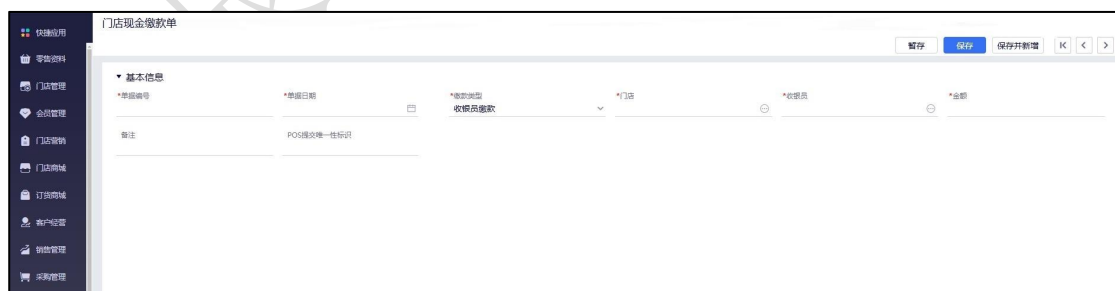 门店现金缴款单
快捷应用
零售资料
门店管理
会员管理
门店营销
门店商城
订货商城
客户经营
销售管理
采购管理
暂存 保存 保存并新增
基本信息
*单据编号 *单据日期 *缴款类型 *门店 *收银员 *金额
收银员缴款
备注 POS提交唯一性标识